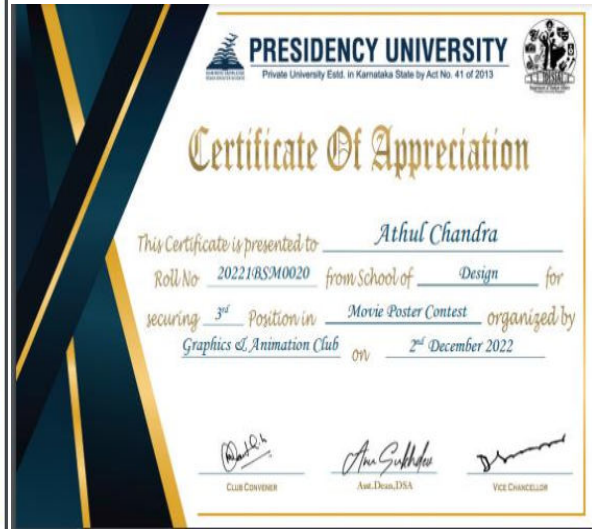 PRESIDENCY UNIVERSITY
Private University Estd. in Karnataka State by Act No. 41 of 2013
Certificate Of Appreciation
This Certificate is presented to Athul Chandra
Roll No 20221BSM0020 from School of Design for
securing 3rd Position in Movie Poster Contest organized by
Graphics & Animation Club on 2nd December 2022
Anu Sukhdev
CLUB CONVENER Asst.Dean,DSA VICE CHANCELLOR